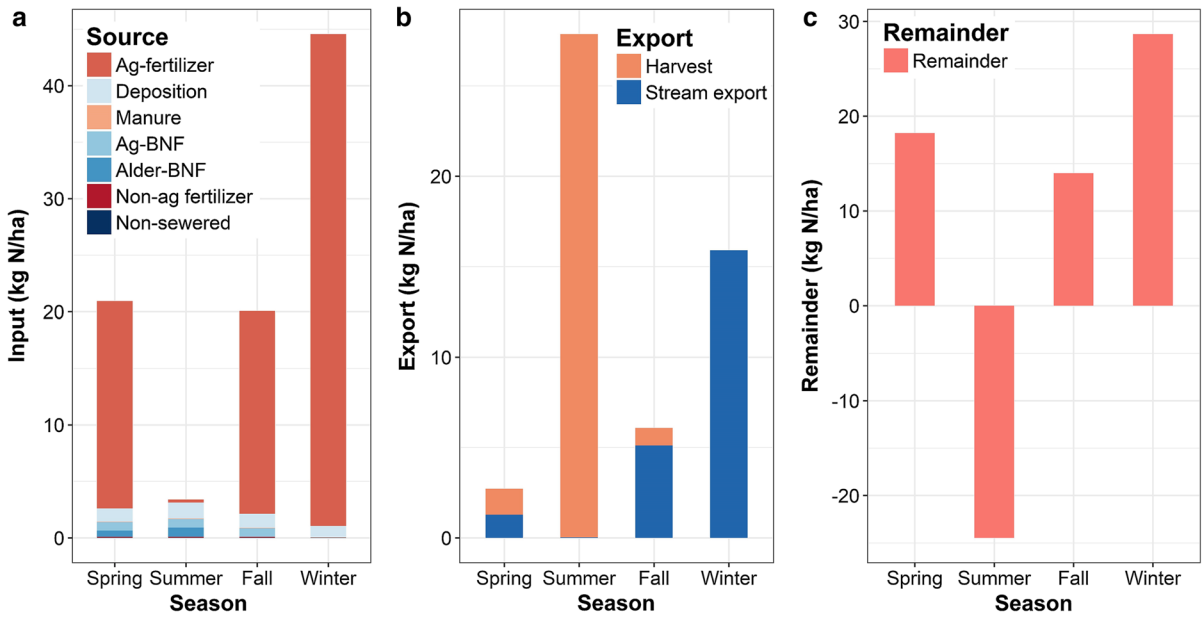 a
Source
Ag-fertilizer
Deposition
Manure
Ag-BNF
Alder-BNF
Non-ag fertilizer
Non-sewered
Input (kg N/ha)
40
30
20
10
0
Spring Summer Fall Winter
Season
b
Export
Harvest
Stream export
Export (kg N/ha)
20
10
0
Spring Summer Fall Winter
Season
c
Remainder
Remainder
Remainder (kg N/ha)
30
20
10
0
-10
-20
Spring Summer Fall Winter
Season